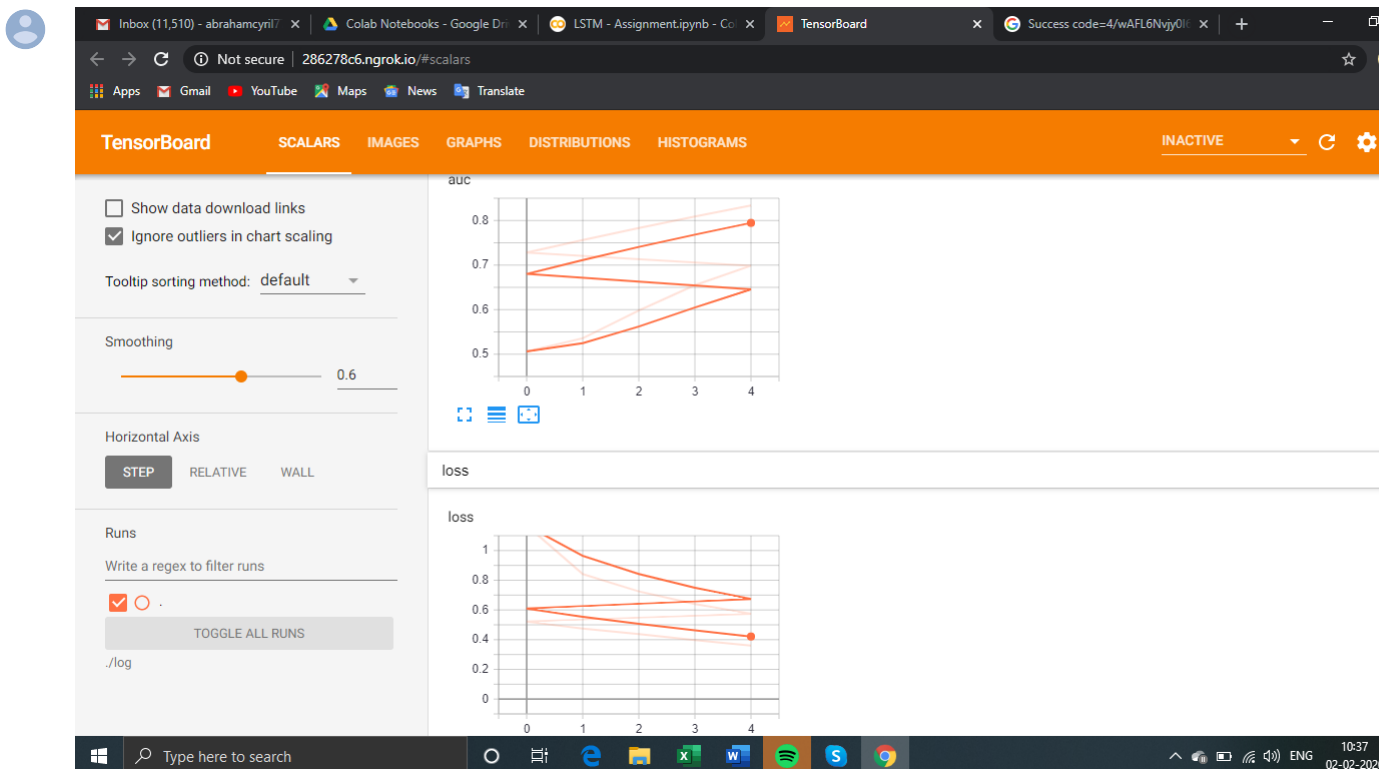 Inbox (11,510) - abrahamcyril7
Colab Notebooks - Google Dri
LSTM - Assignment.ipynb - Col
TensorBoard
Success code=4/wAFL6Nvjy0I6
Not secure | 286278c6.ngrok.io/#scalars
Apps Gmail YouTube Maps News Translate
TensorBoard SCALARS IMAGES GRAPHS DISTRIBUTIONS HISTOGRAMS INACTIVE
Show data download links
Ignore outliers in chart scaling
Tooltip sorting method: default
Smoothing
0.6
Horizontal Axis
STEP RELATIVE WALL
Runs
Write a regex to filter runs
.
TOGGLE ALL RUNS
./log
auc
0.8
0.7
0.6
0.5
0 1 2 3 4
loss
loss
1
0.8
0.6
0.4
0.2
0
0 1 2 3 4
Type here to search
ENG
10:37
02-02-2020